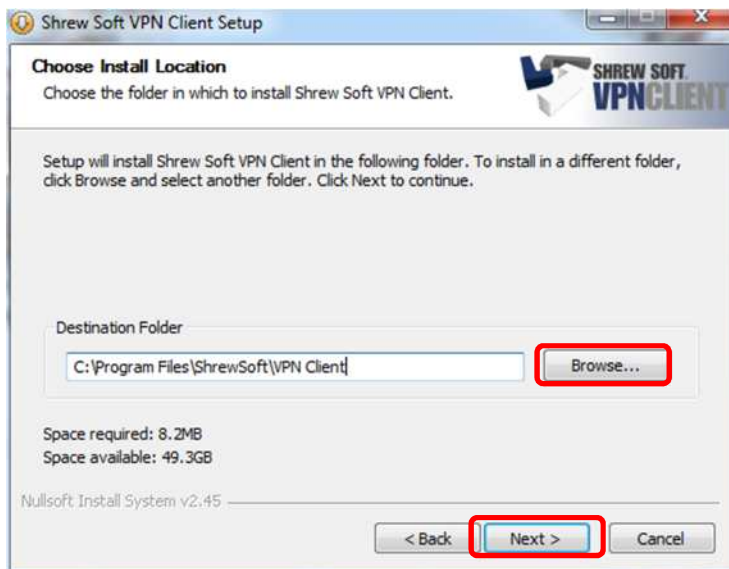 Shrew Soft VPN Client Setup
Choose Install Location
Choose the folder in which to install Shrew Soft VPN Client.
SHREW SOFT
VPNCLIENT
Setup will install Shrew Soft VPN Client in the following folder. To install in a different folder,
click Browse and select another folder. Click Next to continue.
Destination Folder
C:\Program Files\ShrewSoft\VPN Client
Browse...
Space required: 8.2MB
Space available: 49.3GB
Nullsoft Install System v2.45
< Back
Next >
Cancel